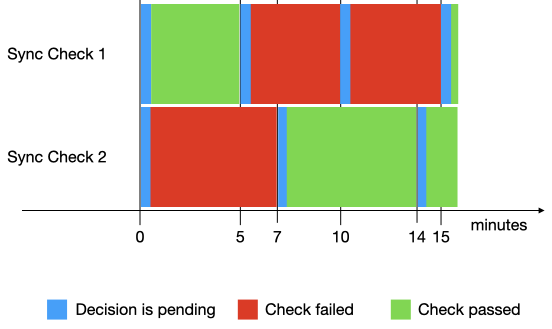 Sync Check 1
Sync Check 2
minutes
0 5 7 10 14 15
Decision is pending Check failed Check passed